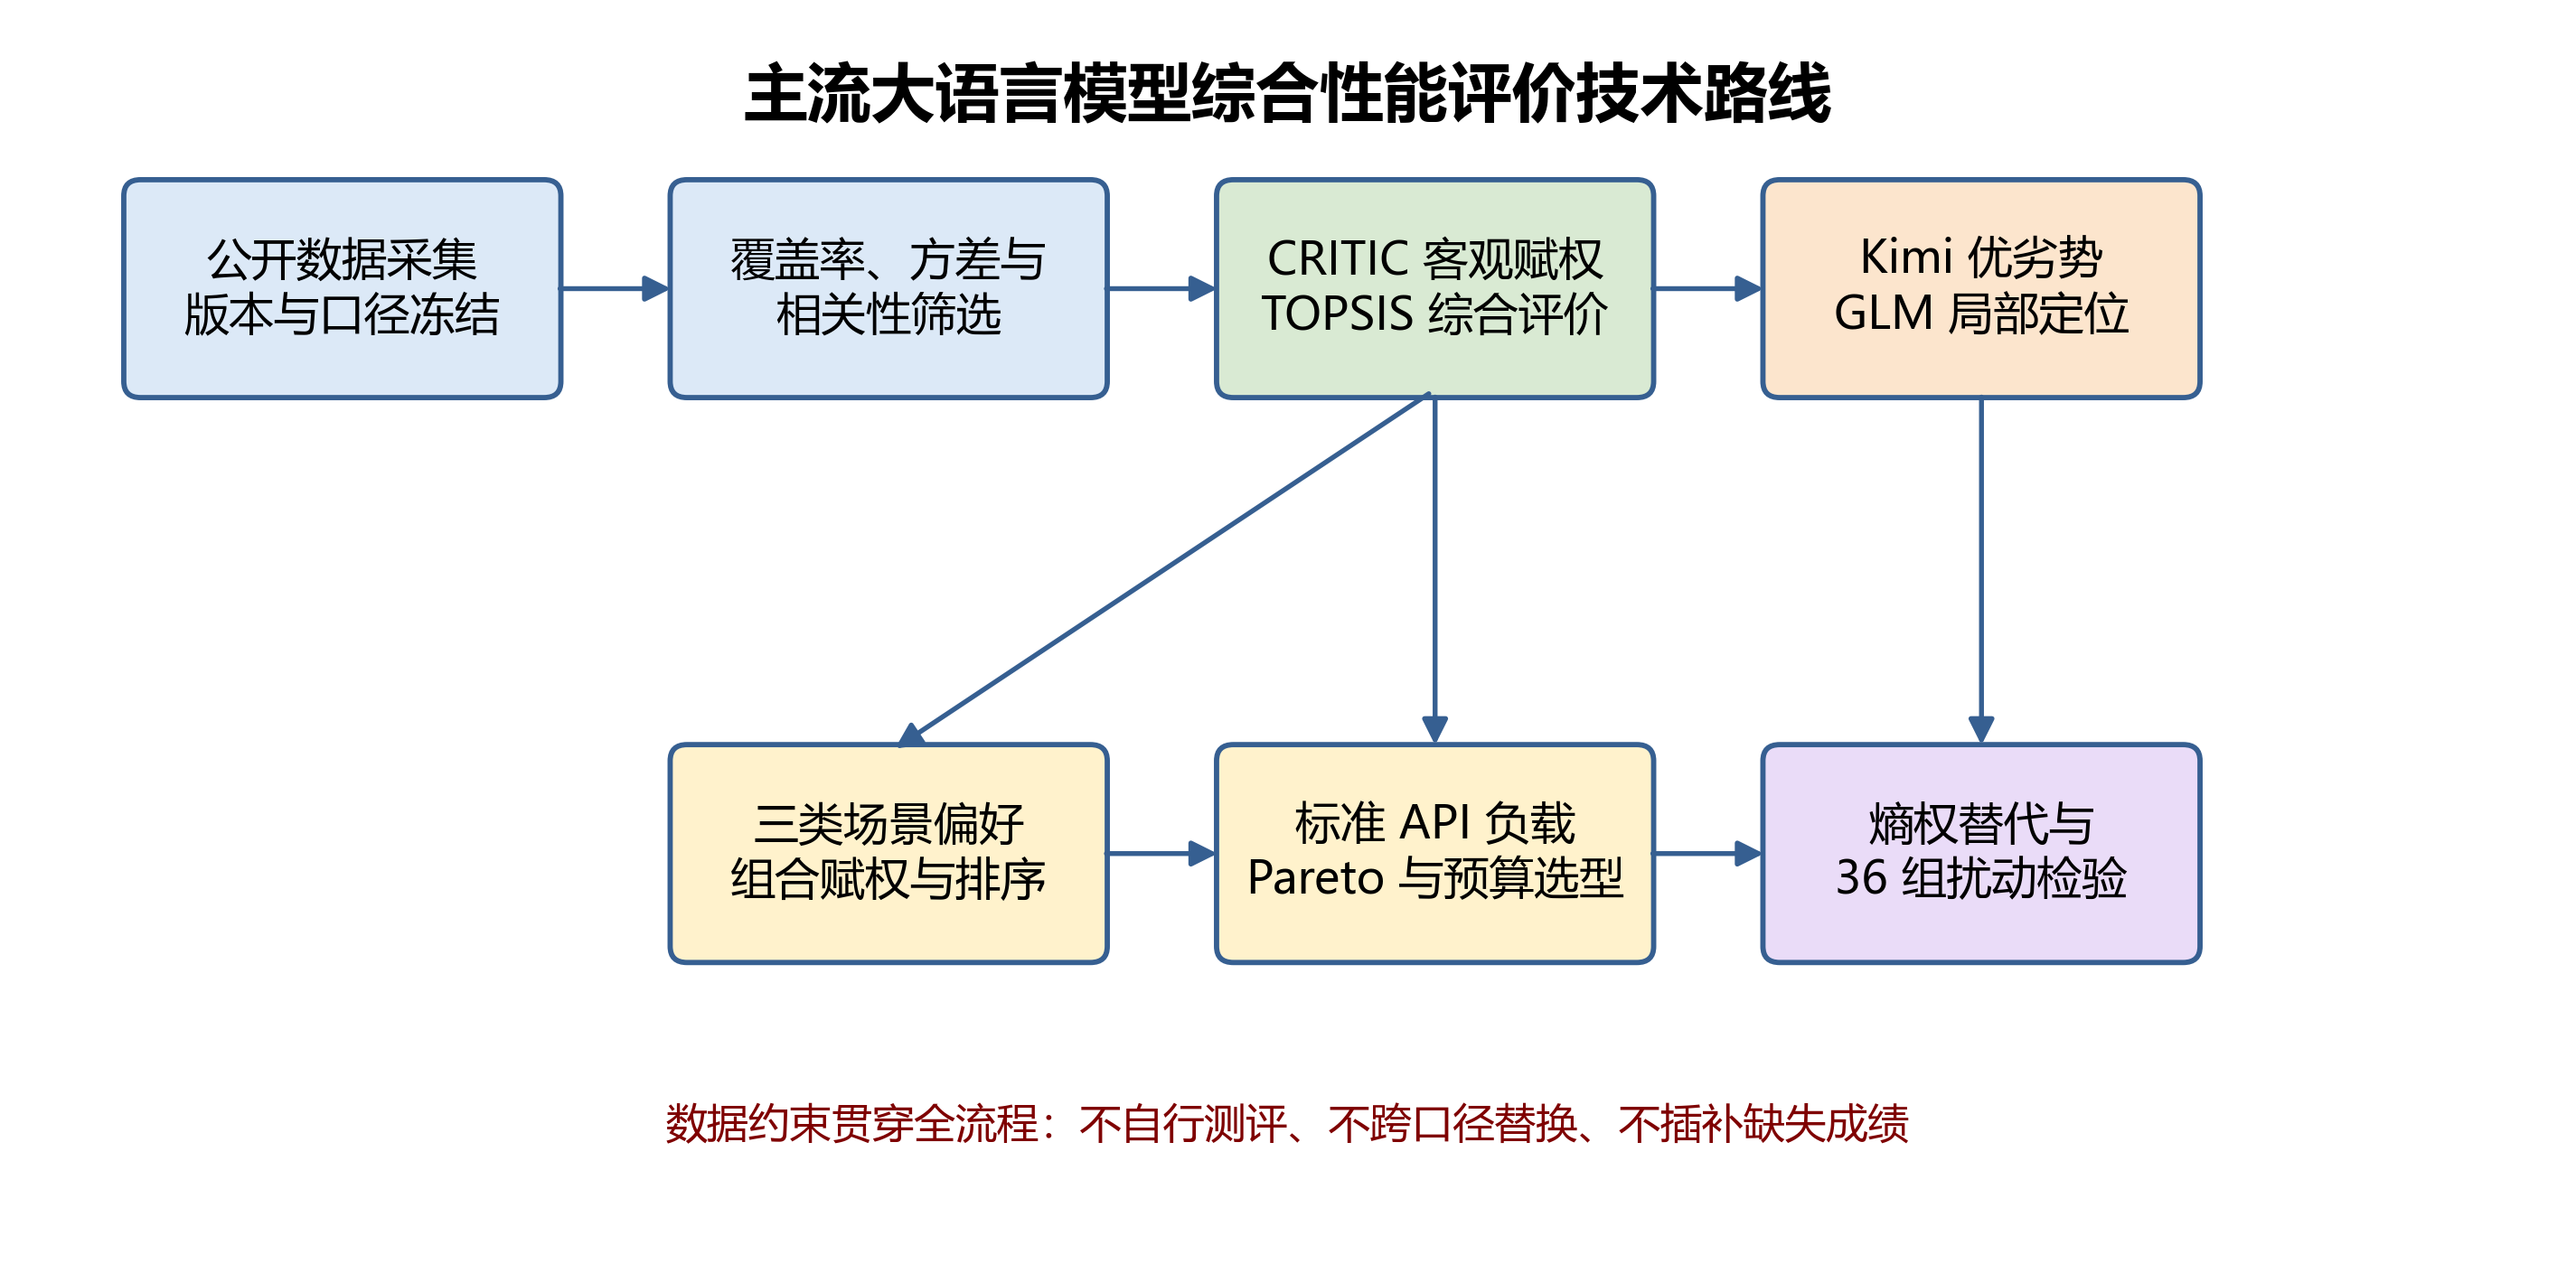 主流大语言模型综合性能评价技术路线
公开数据采集
版本与口径冻结
覆盖率、方差与
相关性筛选
CRITIC 客观赋权
TOPSIS 综合评价
Kimi 优劣势
GLM 局部定位
三类场景偏好
组合赋权与排序
标准 API 负载
Pareto 与预算选型
熵权替代与
36 组扰动检验
数据约束贯穿全流程：不自行测评、不跨口径替换、不插补缺失成绩